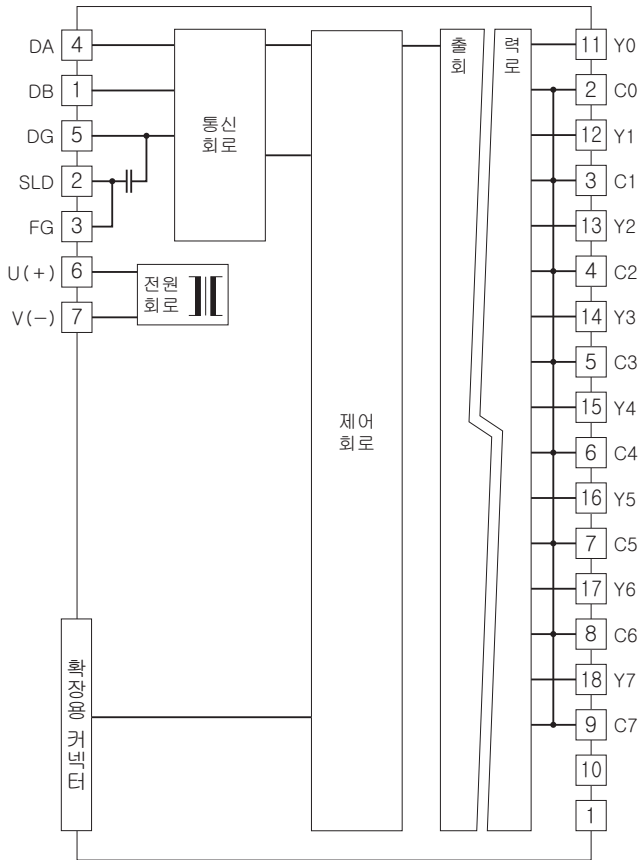 DA 4
DB 1
DG 5
SLD 2
FG 3
U(+) 6
V(−) 7
통신
회로
전원
회로
제어
회로
출 력
회 로
확장용 커넥터
11 Y0
2 C0
12 Y1
3 C1
13 Y2
4 C2
14 Y3
5 C3
15 Y4
6 C4
16 Y5
7 C5
17 Y6
8 C6
18 Y7
9 C7
10
1